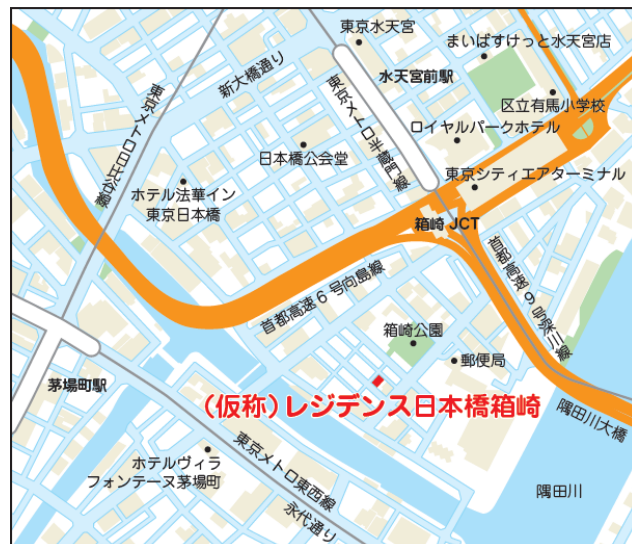 東京水天宮
まいばすけっと水天宮店
新大橋通り
水天宮前駅
東京メトロ日比谷線
東京メトロ半蔵門線
区立有馬小学校
ロイヤルパークホテル
日本橋公会堂
東京シティエアターミナル
ホテル法華イン
東京日本橋
箱崎 JCT
首都高速6号向島線
首都高速9号深川線
箱崎公園
郵便局
茅場町駅
(仮称)レジデンス日本橋箱崎
隅田川大橋
ホテルヴィラ
フォンテーヌ茅場町
東京メトロ東西線
永代通り
隅田川